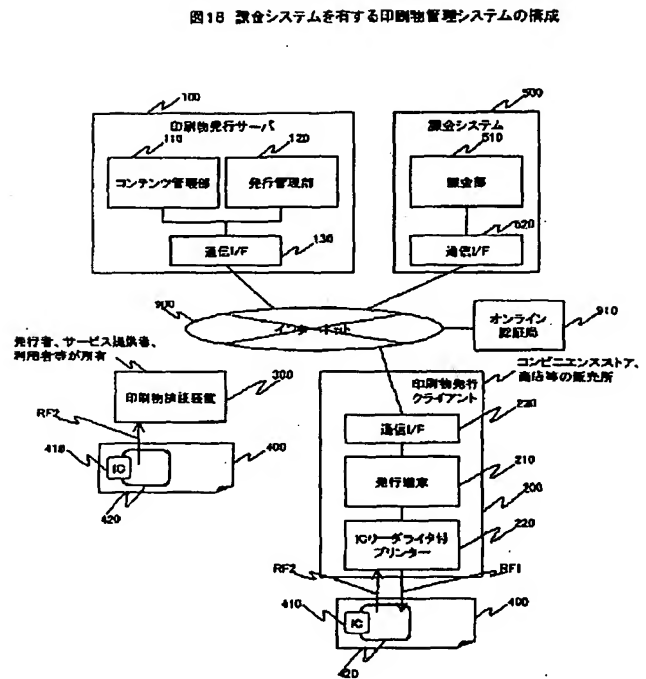 図18 課金システムを有する印刷物管理システムの構成
100
印刷物発行サーバ
110
120
コンテンツ管理部
発行管理部
通信I/F
130
500
課金システム
510
課金部
520
通信I/F
900
インターネット
オンライン
認証局
910
発行者、サービス提供者、
利用者等が所有
印刷物検証装置
300
RF2
410
IC
400
420
コンビニエンスストア、
商店等の販売所
印刷物発行
クライアント
230
通信I/F
210
発行端末
200
220
ICリーダライタ付
プリンター
RF2
RF1
410
IC
400
420